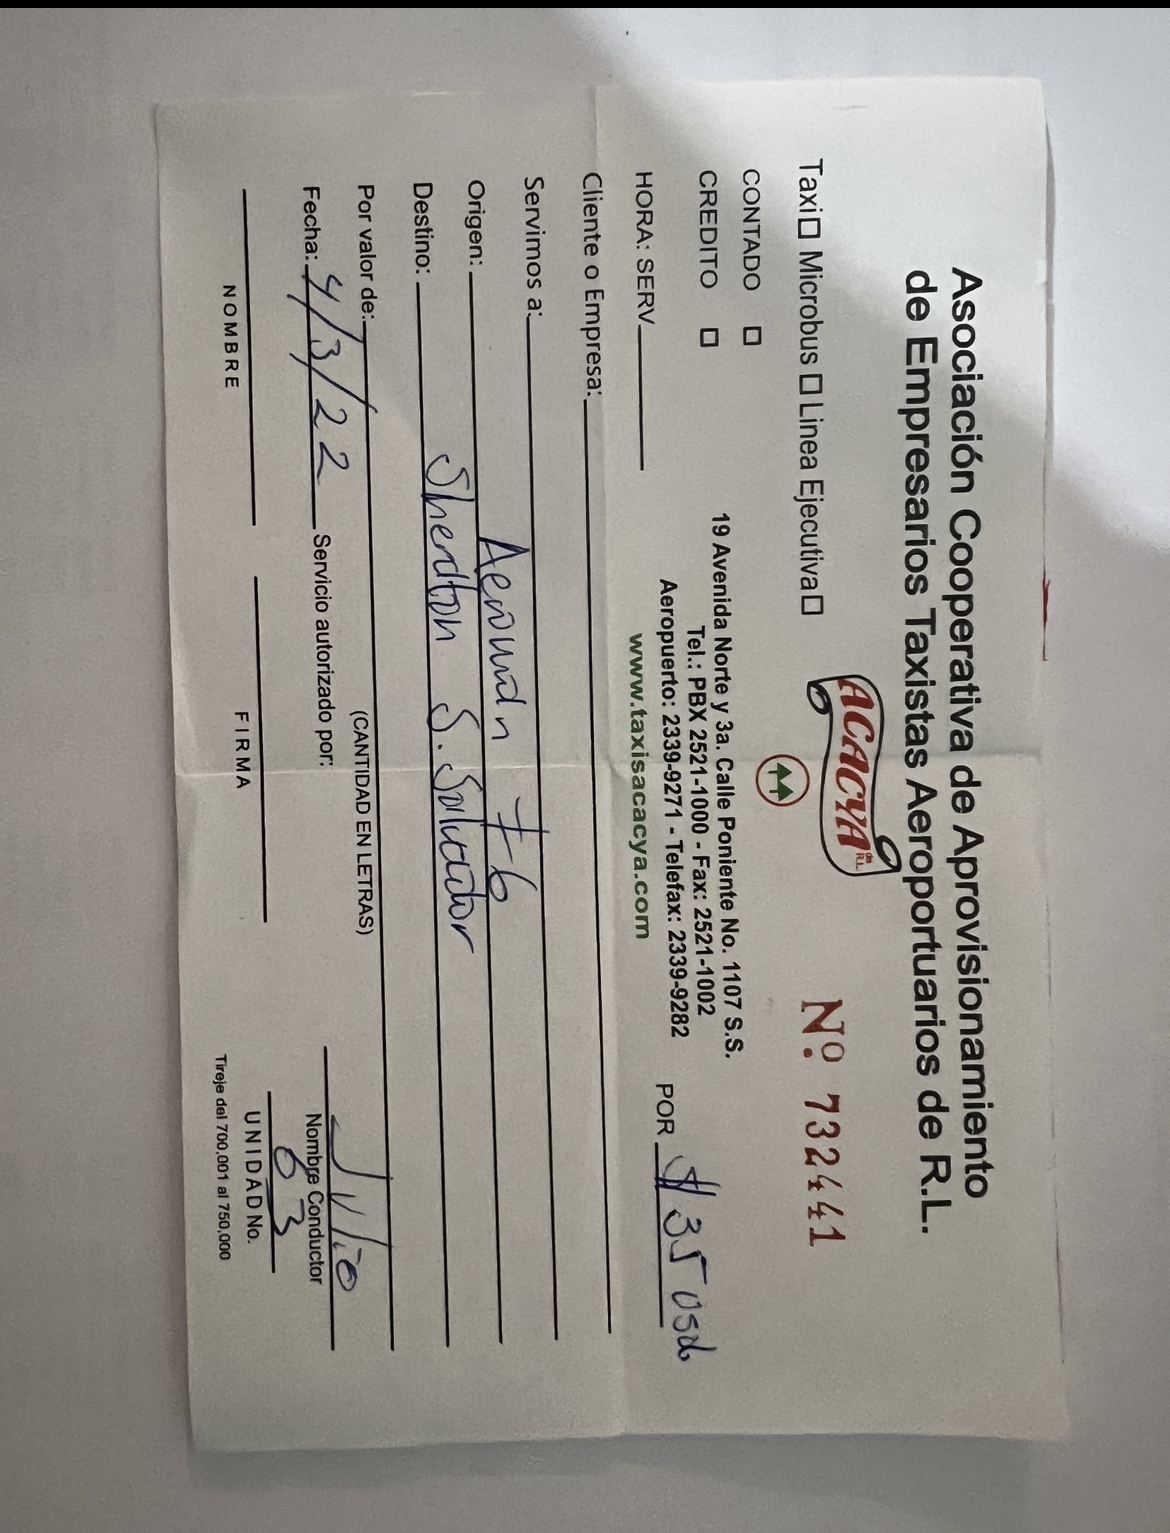 Asociación Cooperativa de Aprovisionamiento
de Empresarios Taxistas Aeroportuarios de R.L.
ACACYA de R.L.
Nº. 732441
Taxi□ Microbus □ Linea Ejecutiva□
CONTADO □
CREDITO □
19 Avenida Norte y 3a. Calle Poniente No. 1107 S.S.
Tel.: PBX 2521-1000 - Fax: 2521-1002
Aeropuerto: 2339-9271 - Telefax: 2339-9282
www.taxisacacya.com
HORA: SERV.
POR $ 35 usd
Cliente o Empresa:
Servimos a:
Origen: Aeroman 7-6
Destino: Sheraton S. Salvador
Por valor de:
(CANTIDAD EN LETRAS)
Fecha: 4/3/22 Servicio autorizado por:
Julio
Nombre Conductor
63
UNIDAD No.
NOMBRE
FIRMA
Tireje del 700,001 al 750,000